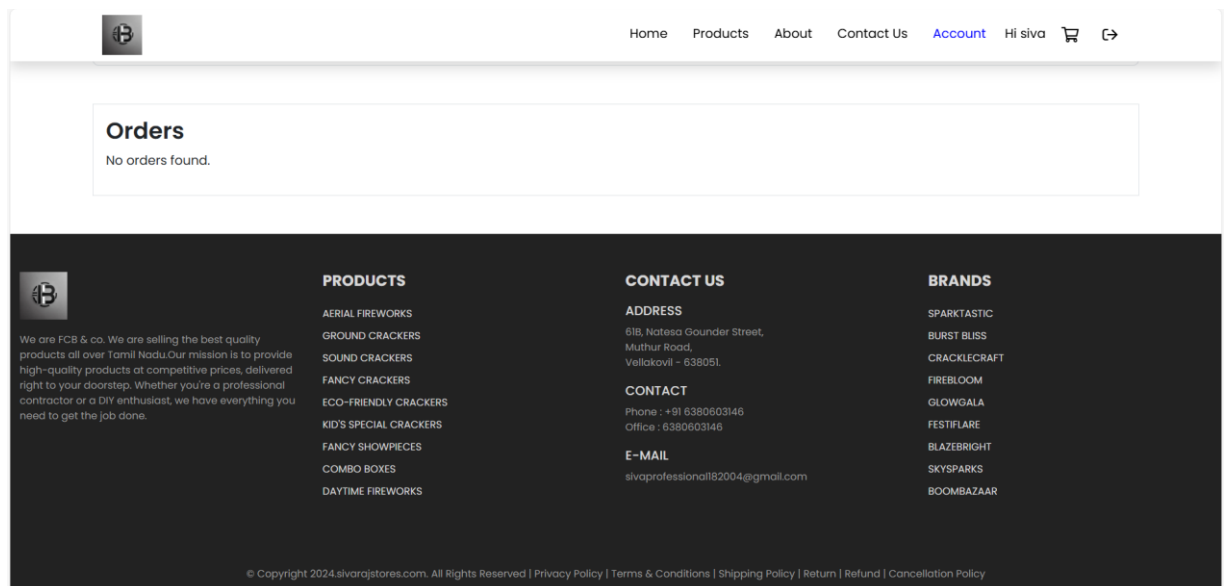 Home Products About Contact Us Account Hi siva
Orders
No orders found.
We are FCB & co. We are selling the best quality
products all over Tamil Nadu.Our mission is to provide
high-quality products at competitive prices, delivered
right to your doorstep. Whether you're a professional
contractor or a DIY enthusiast, we have everything you
need to get the job done.
PRODUCTS
AERIAL FIREWORKS
GROUND CRACKERS
SOUND CRACKERS
FANCY CRACKERS
ECO-FRIENDLY CRACKERS
KID'S SPECIAL CRACKERS
FANCY SHOWPIECES
COMBO BOXES
DAYTIME FIREWORKS
CONTACT US
ADDRESS
61B, Natesa Gounder Street,
Muthur Road,
Vellakovil - 638051.
CONTACT
Phone : +91 6380603146
Office : 6380603146
E-MAIL
sivaprofessional182004@gmail.com
BRANDS
SPARKTASTIC
BURST BLISS
CRACKLECRAFT
FIREBLOOM
GLOWGALA
FESTIFLARE
BLAZEBRIGHT
SKYSPARKS
BOOMBAZAAR
© Copyright 2024.sivarajstores.com. All Rights Reserved | Privacy Policy | Terms & Conditions | Shipping Policy | Return | Refund | Cancellation Policy